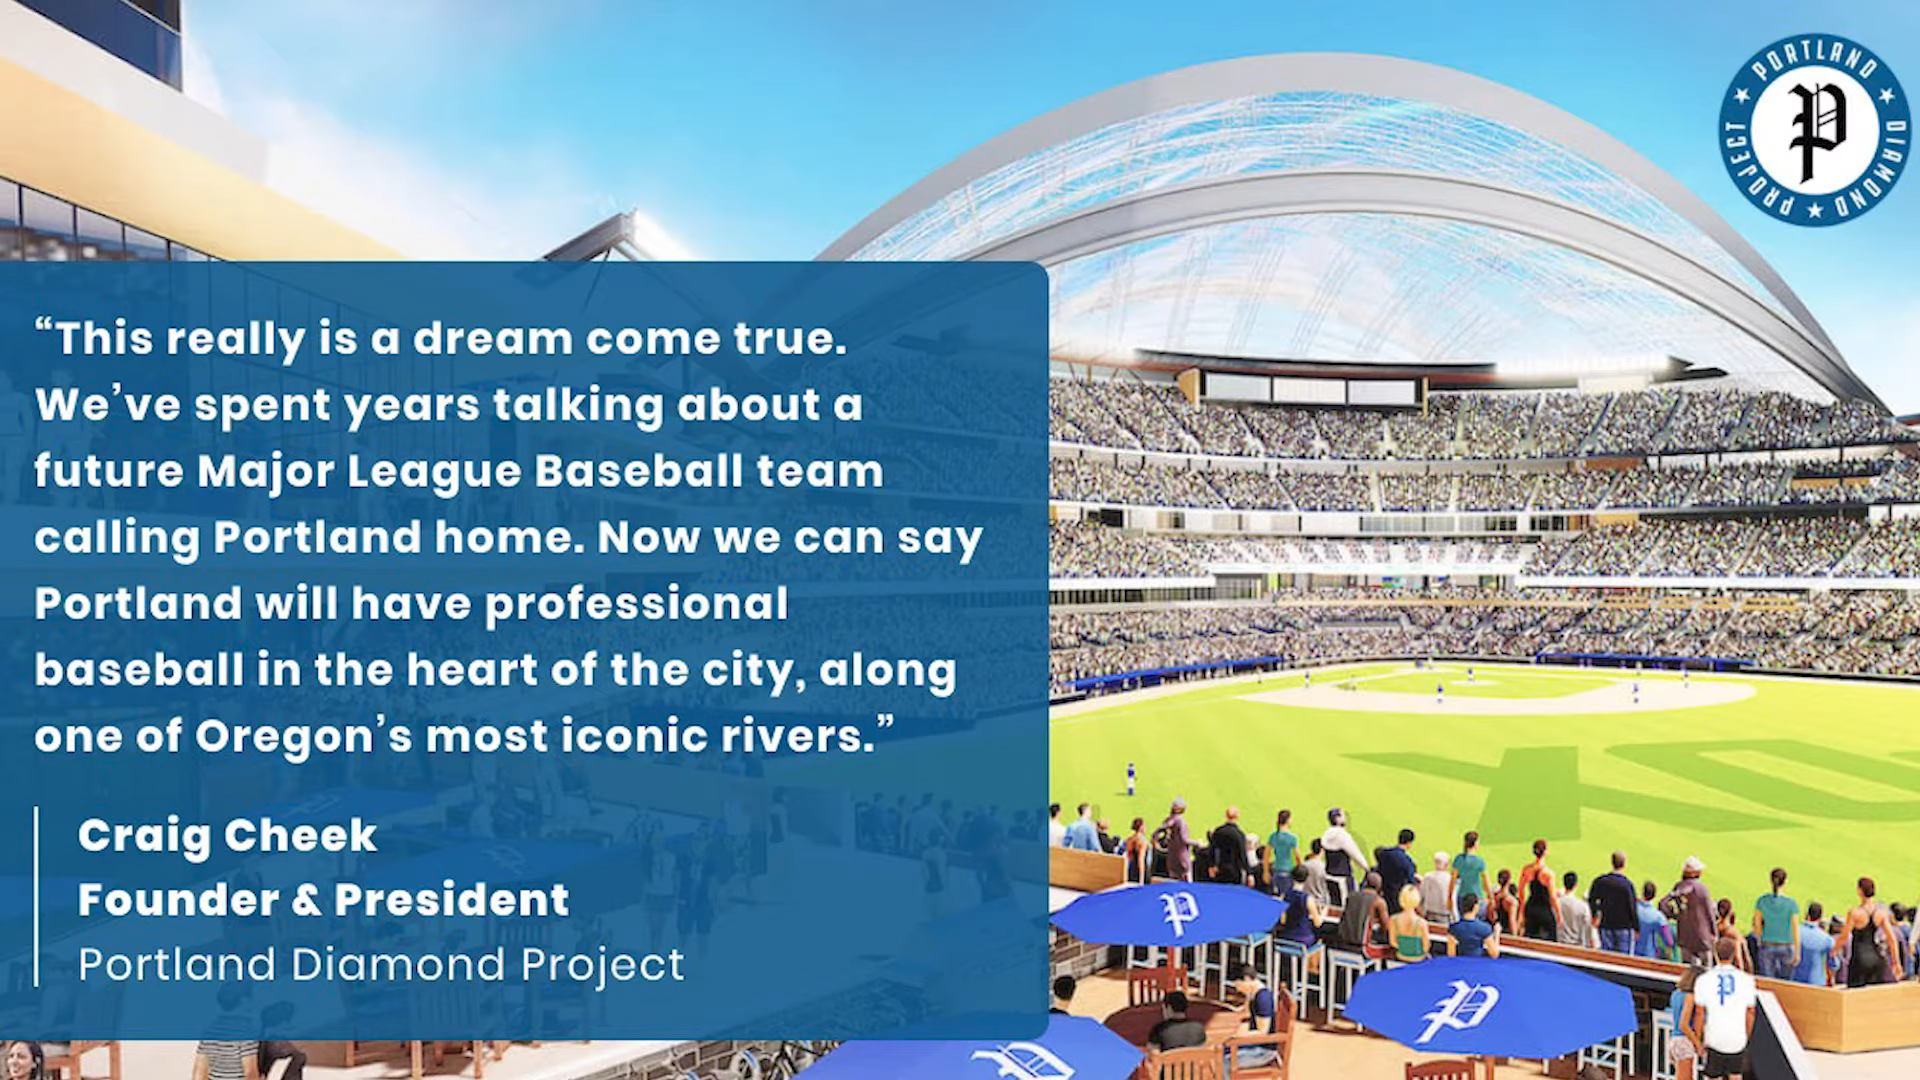 PORTLAND DIAMOND PROJECT
P
“This really is a dream come true.
We’ve spent years talking about a
future Major League Baseball team
calling Portland home. Now we can say
Portland will have professional
baseball in the heart of the city, along
one of Oregon’s most iconic rivers.”
Craig Cheek
Founder & President
Portland Diamond Project
P
P
P
P